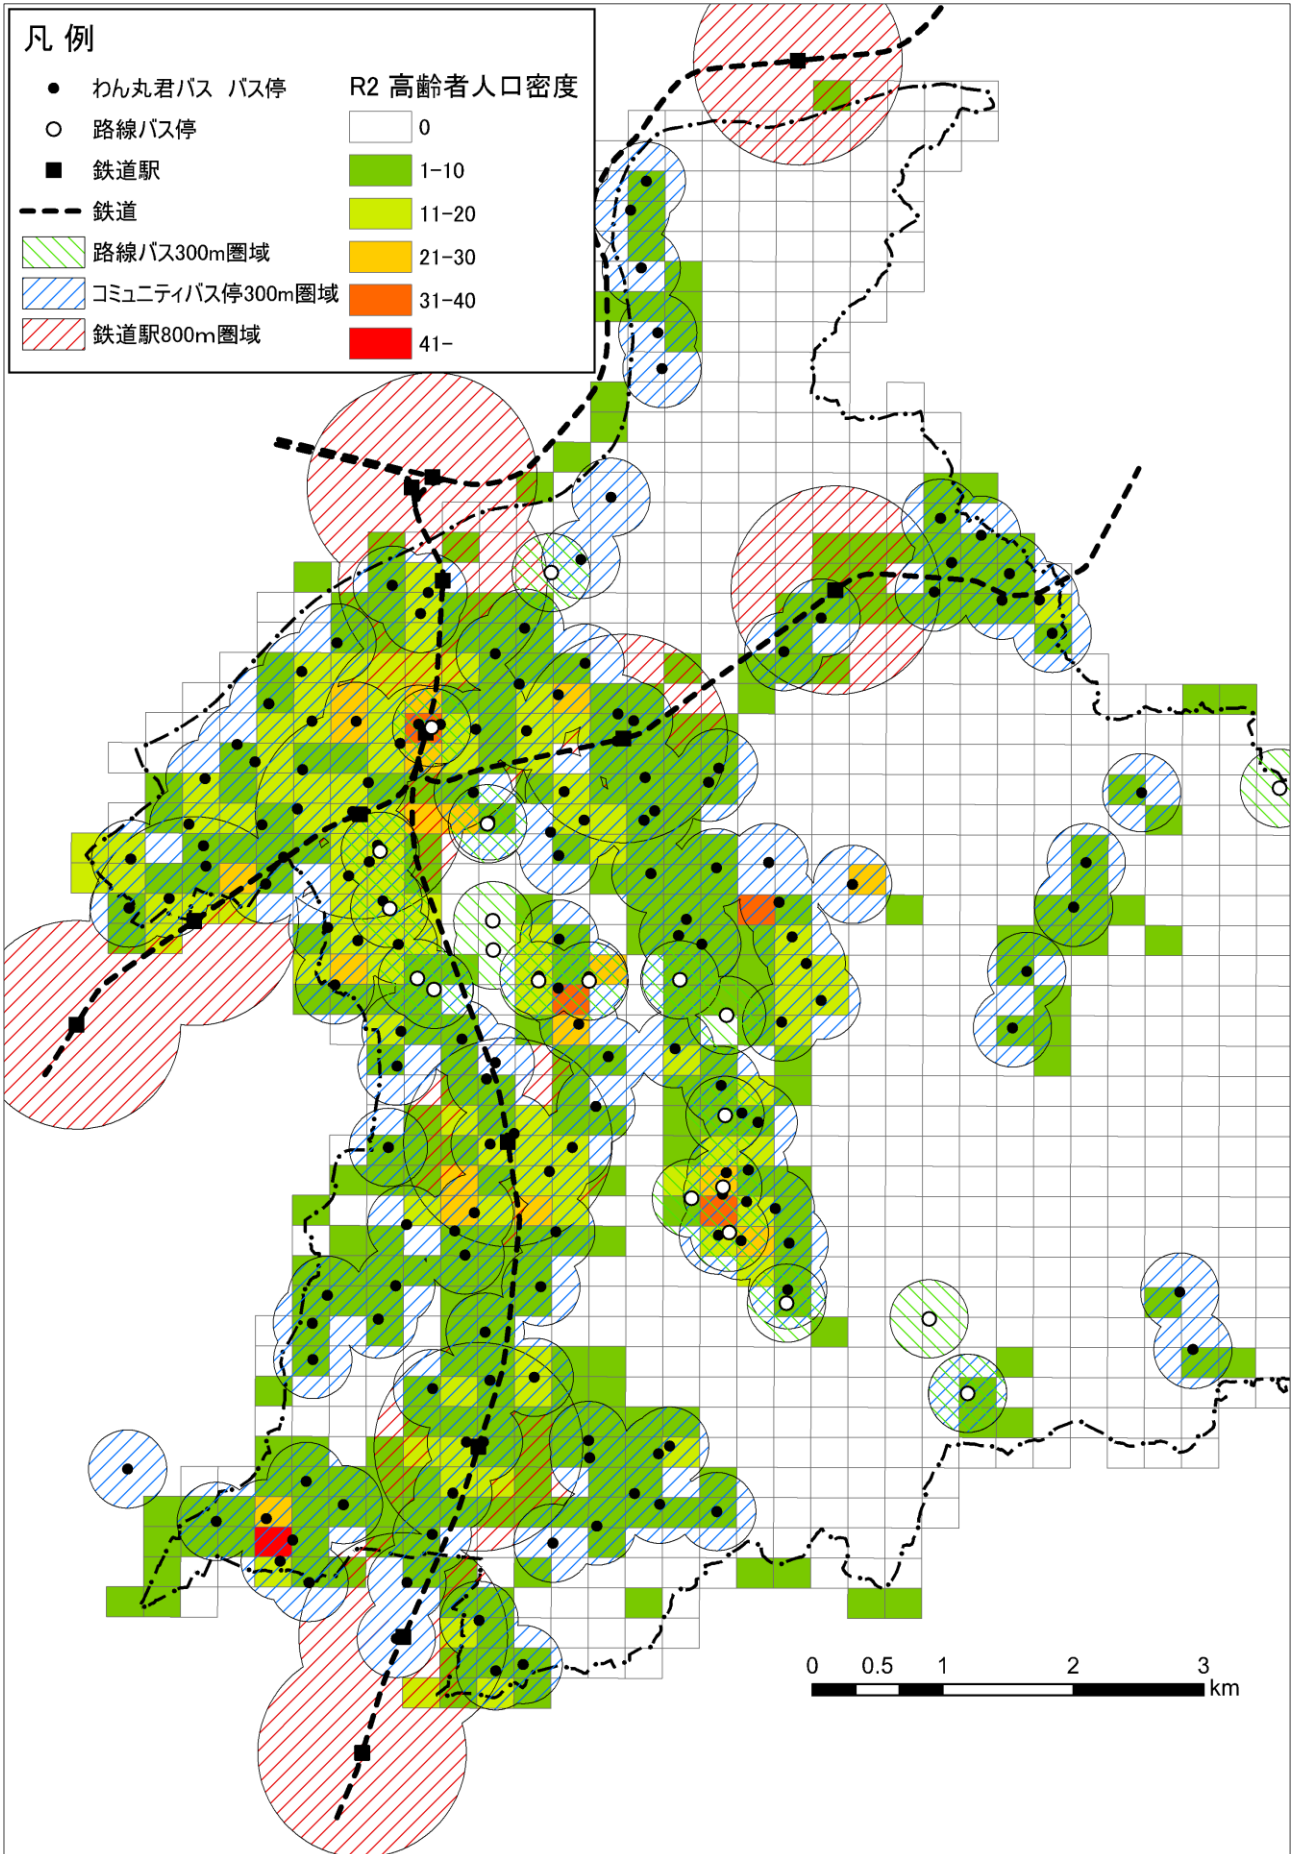 凡 例
わん丸君バス バス停
路線バス停
鉄道駅
鉄道
路線バス300m圏域
コミュニティバス停300m圏域
鉄道駅800m圏域
R2 高齢者人口密度
0
1-10
11-20
21-30
31-40
41-
0 0.5 1 2 3
km